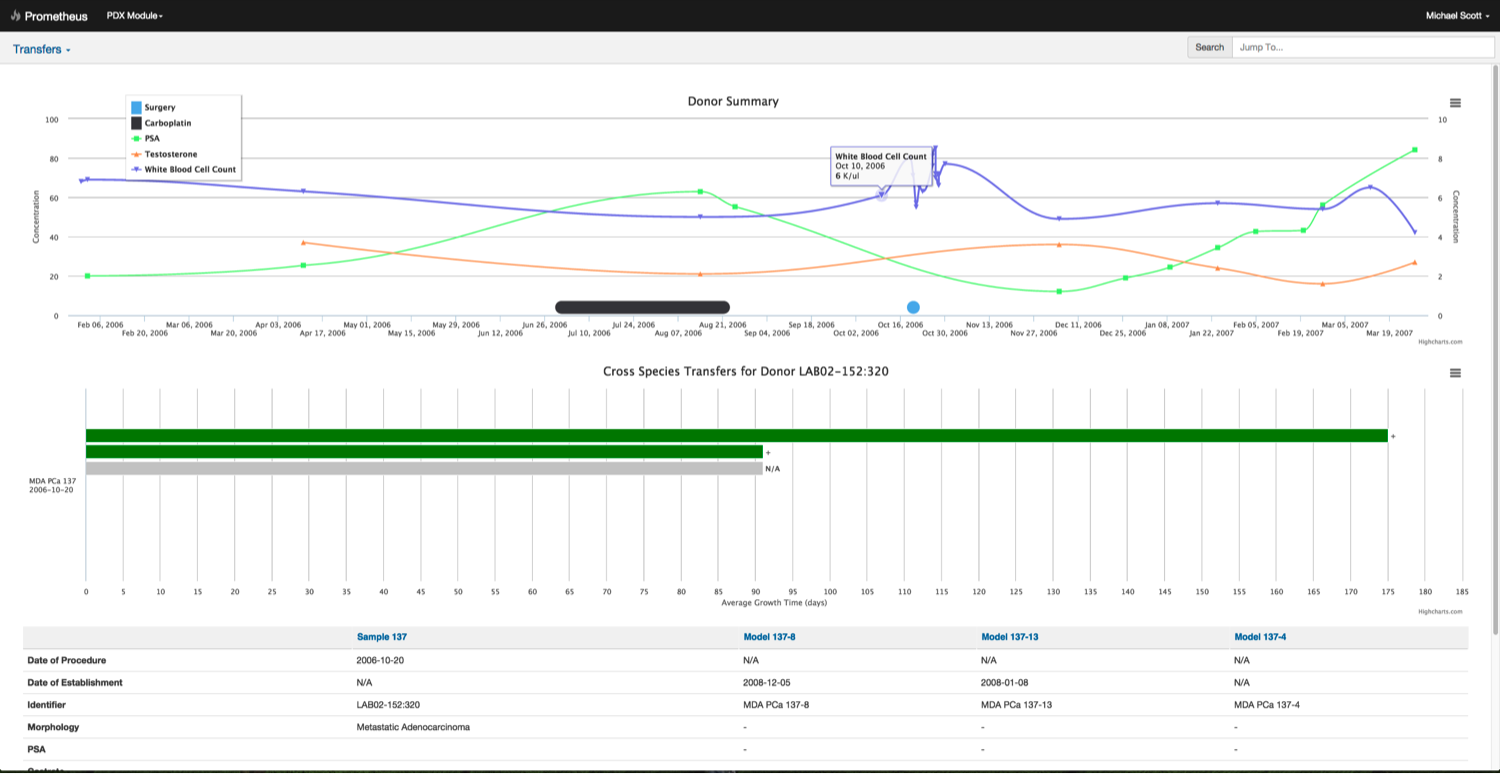 Prometheus PDX Module Michael Scott
Transfers Search Jump To...
Donor Summary
Surgery
Carboplatin
PSA
Testosterone
White Blood Cell Count
100
80
60
40
20
0
Concentration
White Blood Cell Count
Oct 10, 2006
6 K/ul
10
8
6
4
2
0
Concentration
Feb 06, 2006 Mar 06, 2006 Apr 03, 2006 May 01, 2006 May 29, 2006 Jun 26, 2006 Jul 24, 2006 Aug 21, 2006 Sep 18, 2006 Oct 16, 2006 Nov 13, 2006 Dec 11, 2006 Jan 08, 2007 Feb 05, 2007 Mar 05, 2007
Feb 20, 2006 Mar 20, 2006 Apr 17, 2006 May 15, 2006 Jun 12, 2006 Jul 10, 2006 Aug 07, 2006 Sep 04, 2006 Oct 02, 2006 Oct 30, 2006 Nov 27, 2006 Dec 25, 2006 Jan 22, 2007 Feb 19, 2007 Mar 19, 2007
Highcharts.com
Cross Species Transfers for Donor LAB02-152:320
+
+
N/A
MDA PCa 137
2006-10-20
0 5 10 15 20 25 30 35 40 45 50 55 60 65 70 75 80 85 90 95 100 105 110 115 120 125 130 135 140 145 150 155 160 165 170 175 180 185
Average Growth Time (days)
Highcharts.com
Sample 137 Model 137-8 Model 137-13 Model 137-4
Date of Procedure 2006-10-20 N/A N/A N/A
Date of Establishment N/A 2008-12-05 2008-01-08 N/A
Identifier LAB02-152:320 MDA PCa 137-8 MDA PCa 137-13 MDA PCa 137-4
Morphology Metastatic Adenocarcinoma - - -
PSA - - -